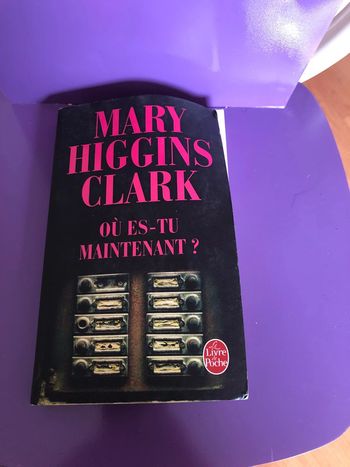 MARY
HIGGINS
CLARK
OÙ ES-TU
MAINTENANT ?
Le
Livre
de
Poche